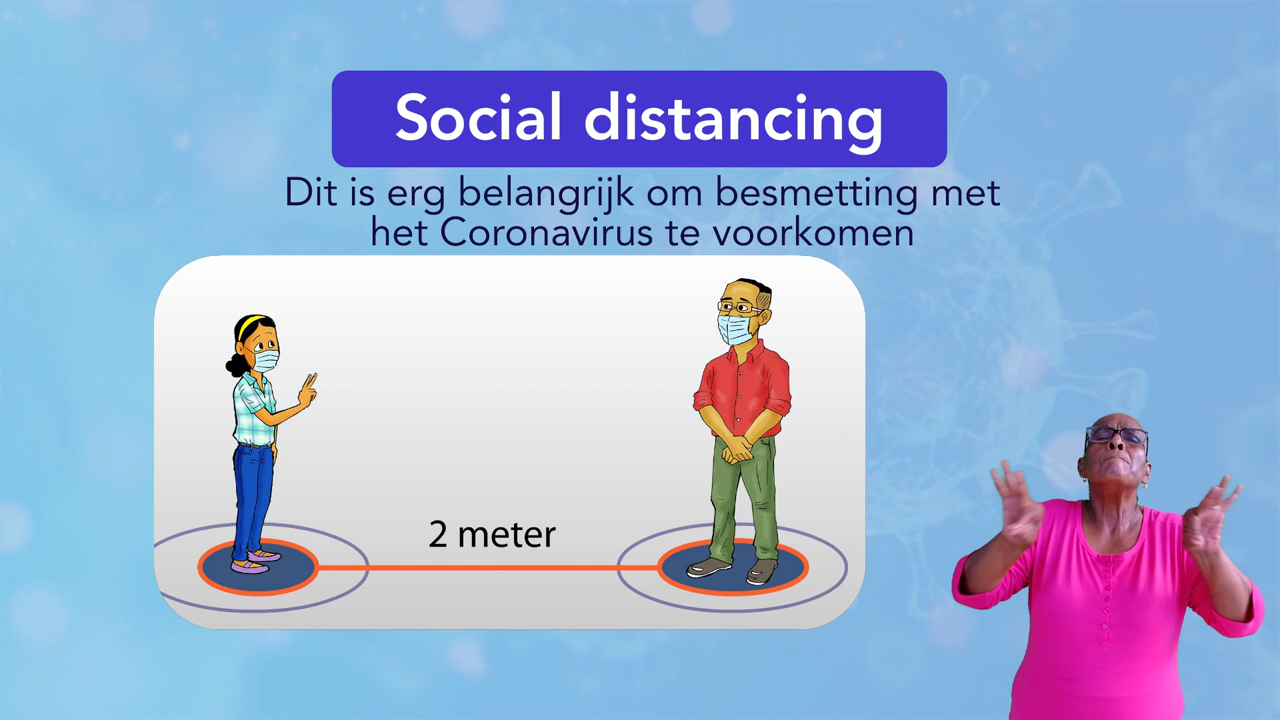 Social distancing
Dit is erg belangrijk om besmetting met
het Coronavirus te voorkomen
2 meter